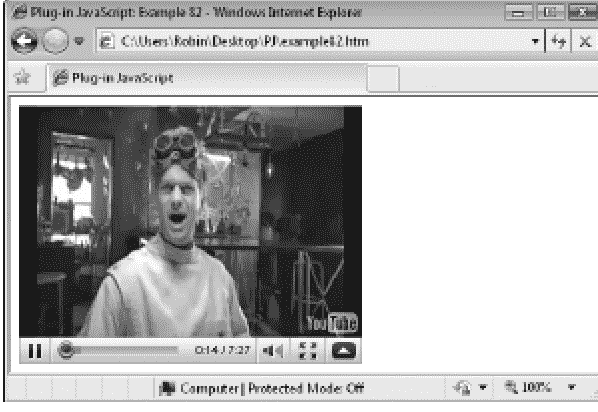 Plug-in JavaScript: Example 82 - Windows Internet Explorer
C:\Users\Robin\Desktop\PJ\example82.htm
Plug-in JavaScript
YouTube
0:14 / 7:27
Computer | Protected Mode: Off
100%